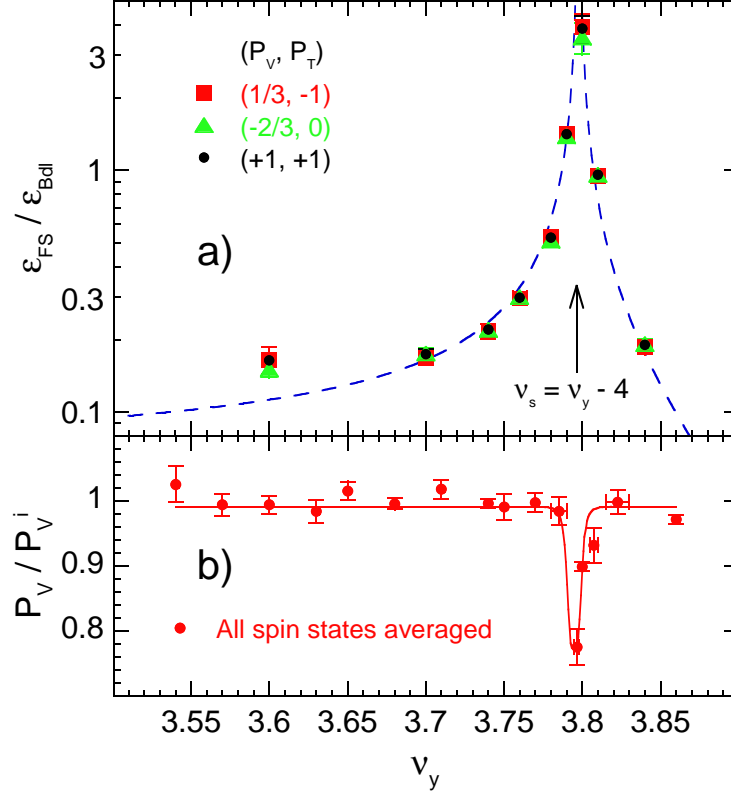 3
1
0.3
0.1
ε_FS / ε_Bdl
(P_V, P_T)
(1/3, -1)
(-2/3, 0)
(+1, +1)
a)
ν_s = ν_y - 4
1
0.9
0.8
P_V / P_V^i
b)
All spin states averaged
3.55 3.6 3.65 3.7 3.75 3.8 3.85
ν_y